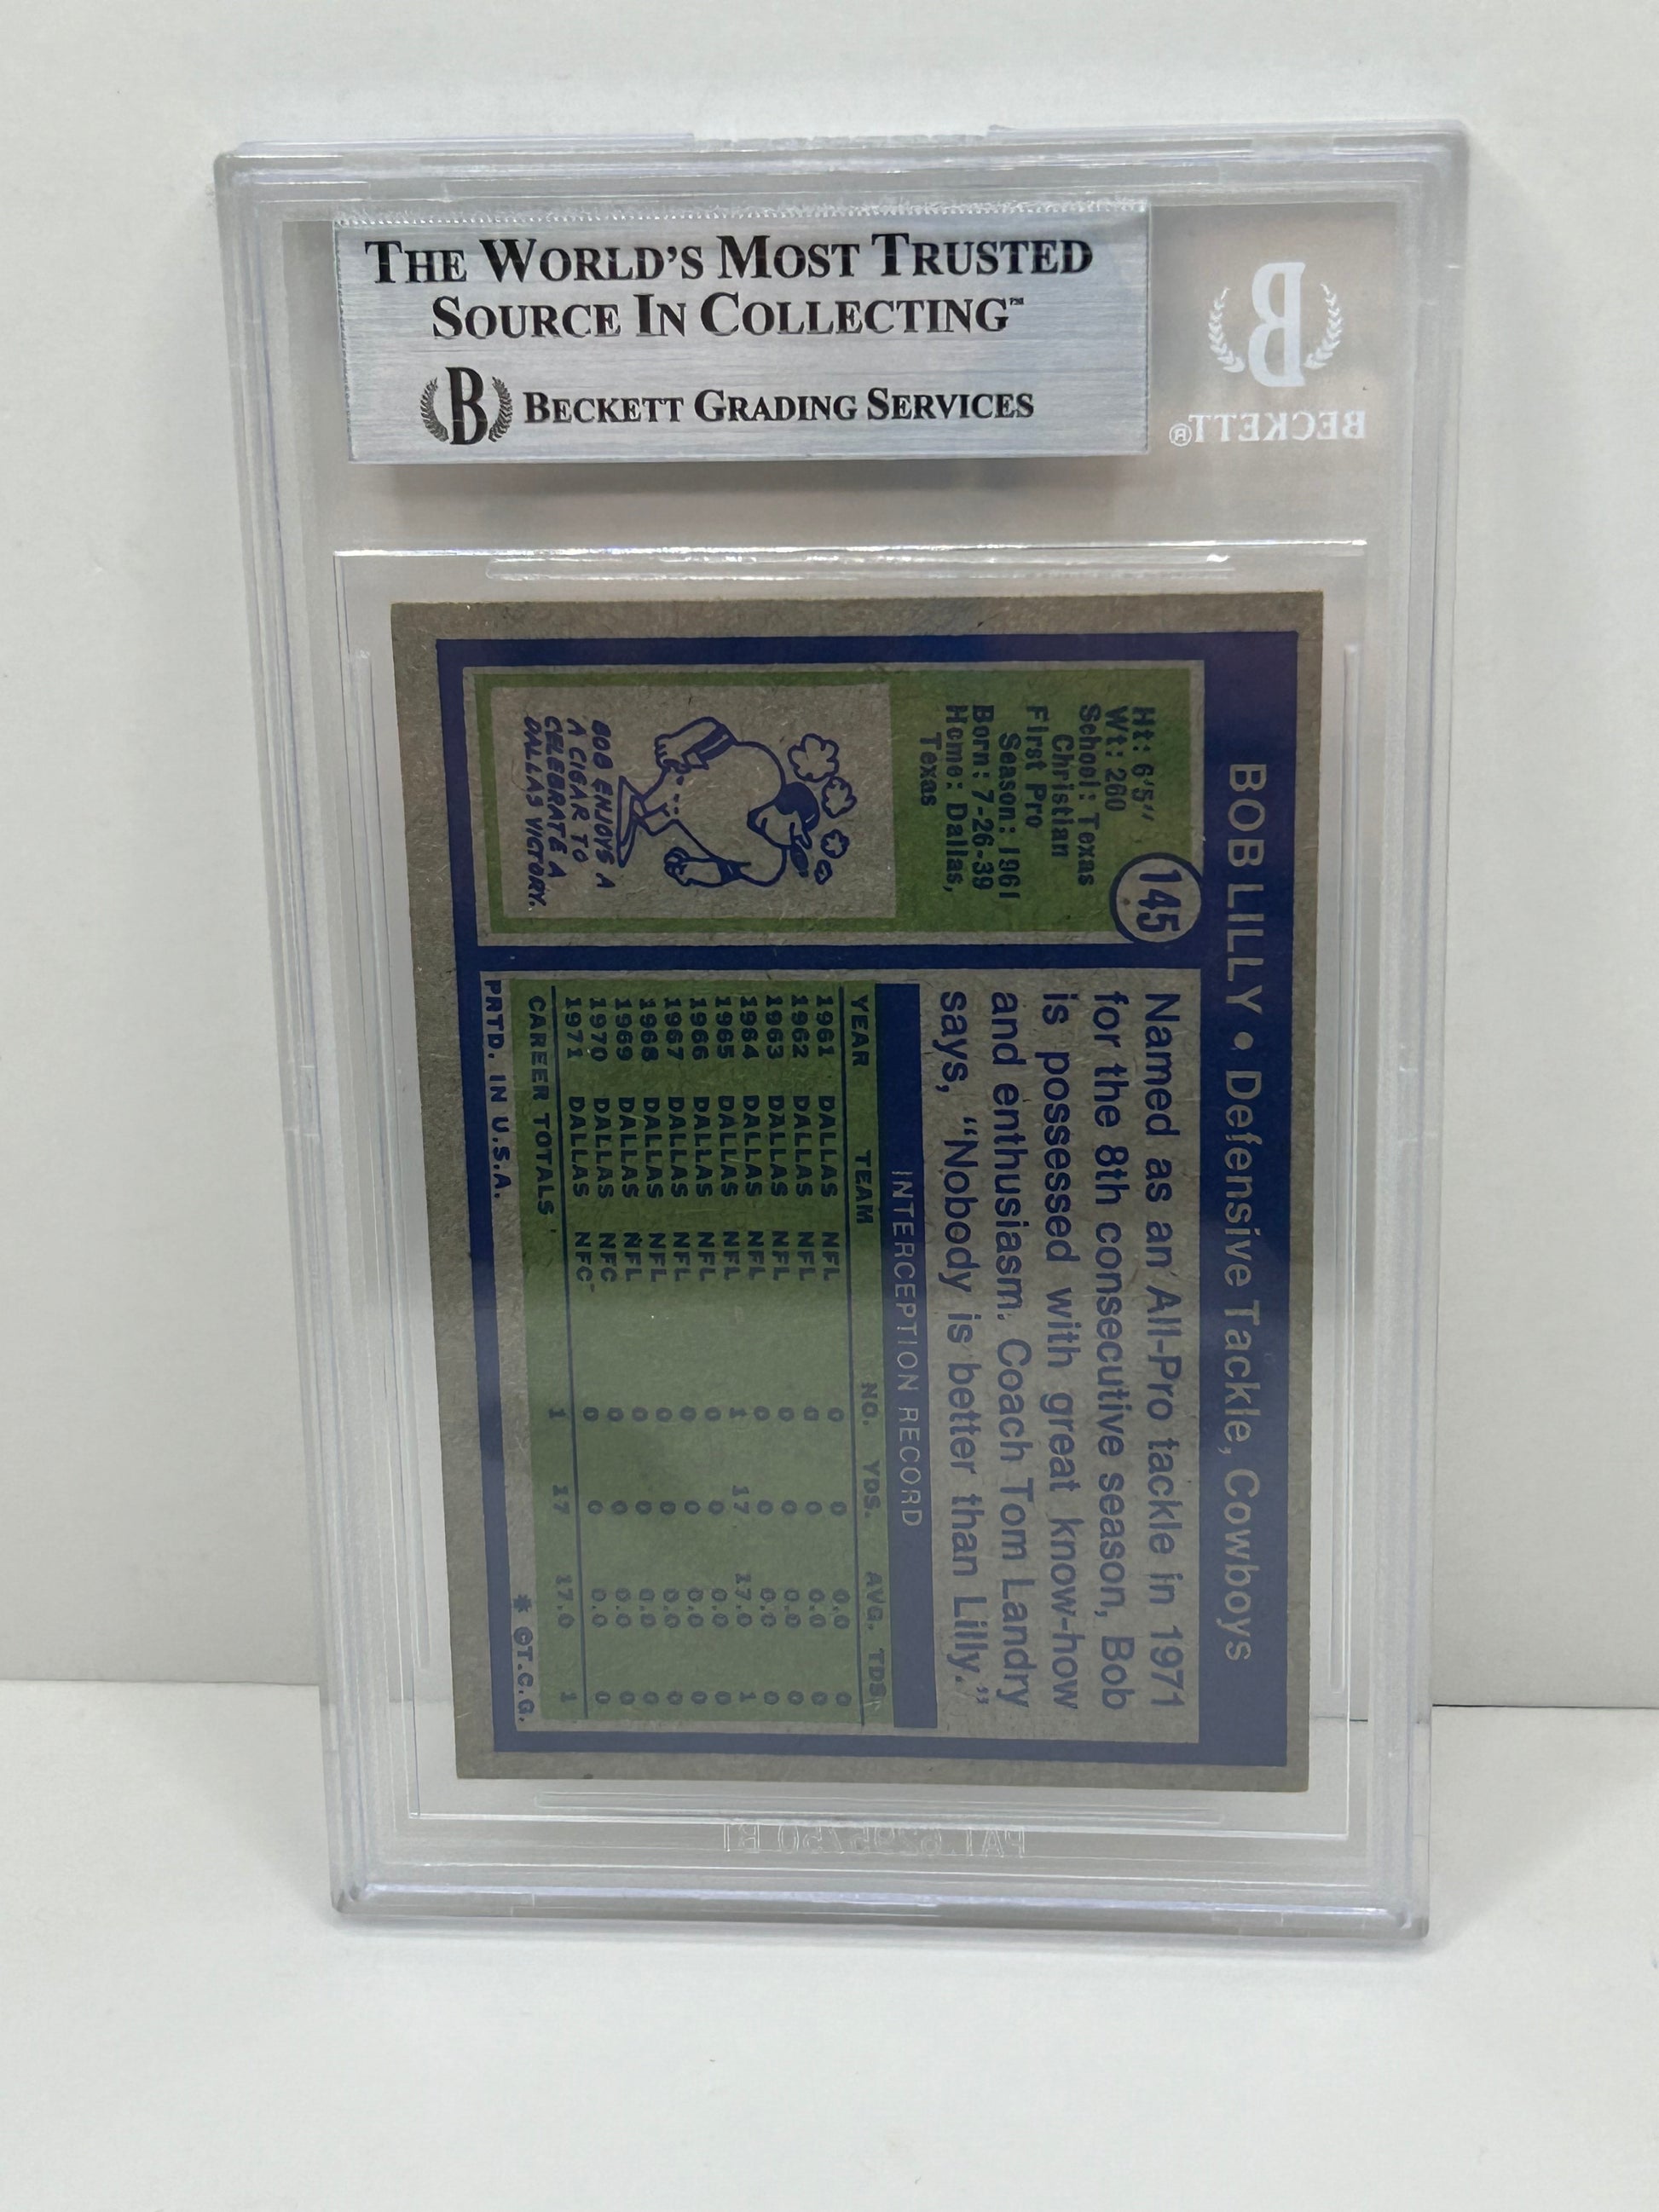 THE WORLD'S MOST TRUSTED
SOURCE IN COLLECTING™
B BECKETT GRADING SERVICES
B
BECKETT®
BOB LILLY • Defensive Tackle, Cowboys
145
Ht: 6'5"
Wt: 260
School: Texas
Christian
First Pro
Season: 1961
Born: 7-26-39
Home: Dallas,
Texas
BOB ENJOYS A
A CIGAR TO
CELEBRATE A
DALLAS VICTORY.
Named as an All-Pro tackle in 1971
for the 8th consecutive season, Bob
is possessed with great know-how
and enthusiasm. Coach Tom Landry
says, “Nobody is better than Lilly.”
INTERCEPTION RECORD
YEAR TEAM NO. YDS. AVG. TDS
1961 DALLAS NFL 0 0 0.0 0
1962 DALLAS NFL 0 0 0.0 0
1963 DALLAS NFL 0 0 0.0 0
1964 DALLAS NFL 1 17 17.0 1
1965 DALLAS NFL 0 0 0.0 0
1966 DALLAS NFL 0 0 0.0 0
1967 DALLAS NFL 0 0 0.0 0
1968 DALLAS NFL 0 0 0.0 0
1969 DALLAS NFL 0 0 0.0 0
1970 DALLAS NFC 0 0 0.0 0
1971 DALLAS NFC 0 0 0.0 0
CAREER TOTALS 1 17 17.0 1
PRTD. IN U.S.A.
* ©T.C.G.